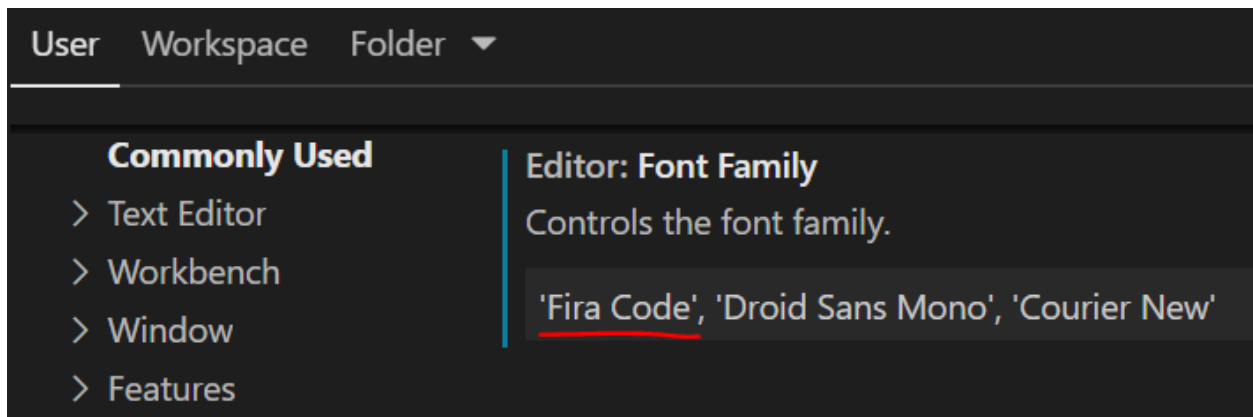 User Workspace Folder
Commonly Used
Text Editor
Workbench
Window
Features
Editor: Font Family
Controls the font family.
'Fira Code', 'Droid Sans Mono', 'Courier New'